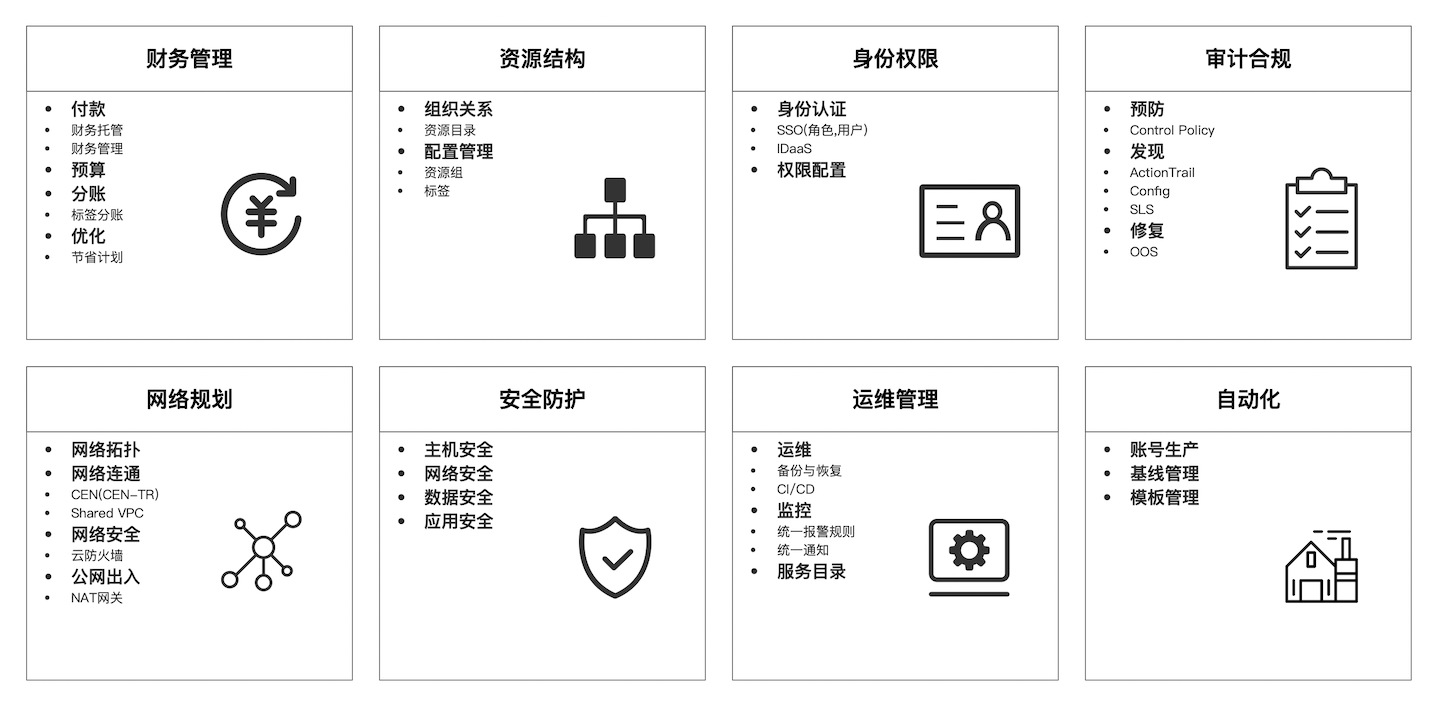 财务管理
付款
财务托管
财务管理
预算
分账
标签分账
优化
节省计划
资源结构
组织关系
资源目录
配置管理
资源组
标签
身份权限
身份认证
SSO(角色,用户)
IDaaS
权限配置
审计合规
预防
Control Policy
发现
ActionTrail
Config
SLS
修复
OOS
网络规划
网络拓扑
网络连通
CEN(CEN-TR)
Shared VPC
网络安全
云防火墙
公网出入
NAT网关
安全防护
主机安全
网络安全
数据安全
应用安全
运维管理
运维
备份与恢复
CI/CD
监控
统一报警规则
统一通知
服务目录
自动化
账号生产
基线管理
模板管理